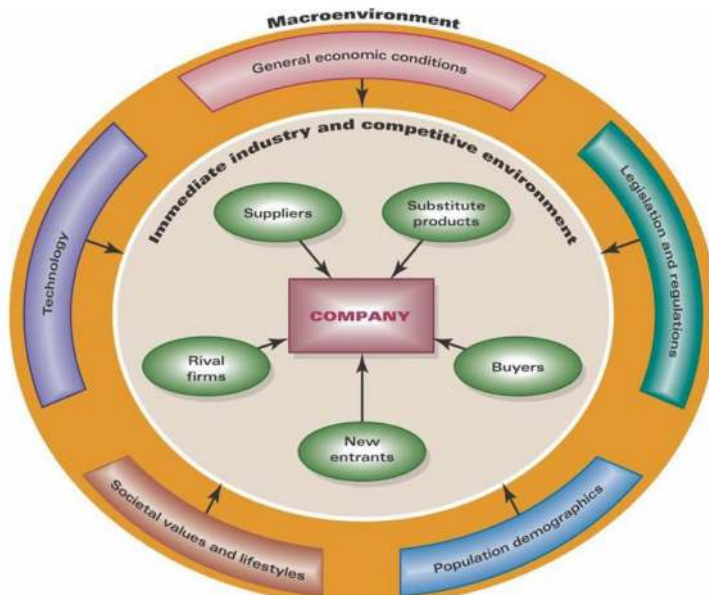 Macroenvironment
General economic conditions
Immediate industry and competitive environment
Technology
Legislation and regulations
Suppliers
Substitute
products
COMPANY
Rival
firms
Buyers
New
entrants
Societal values and lifestyles
Population demographics